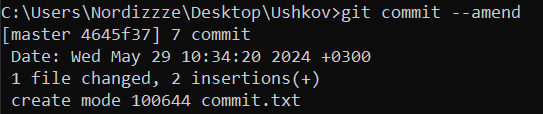 C:\Users\Nordizzze\Desktop\Ushkov>git commit --amend
[master 4645f37] 7 commit
 Date: Wed May 29 10:34:20 2024 +0300
 1 file changed, 2 insertions(+)
 create mode 100644 commit.txt